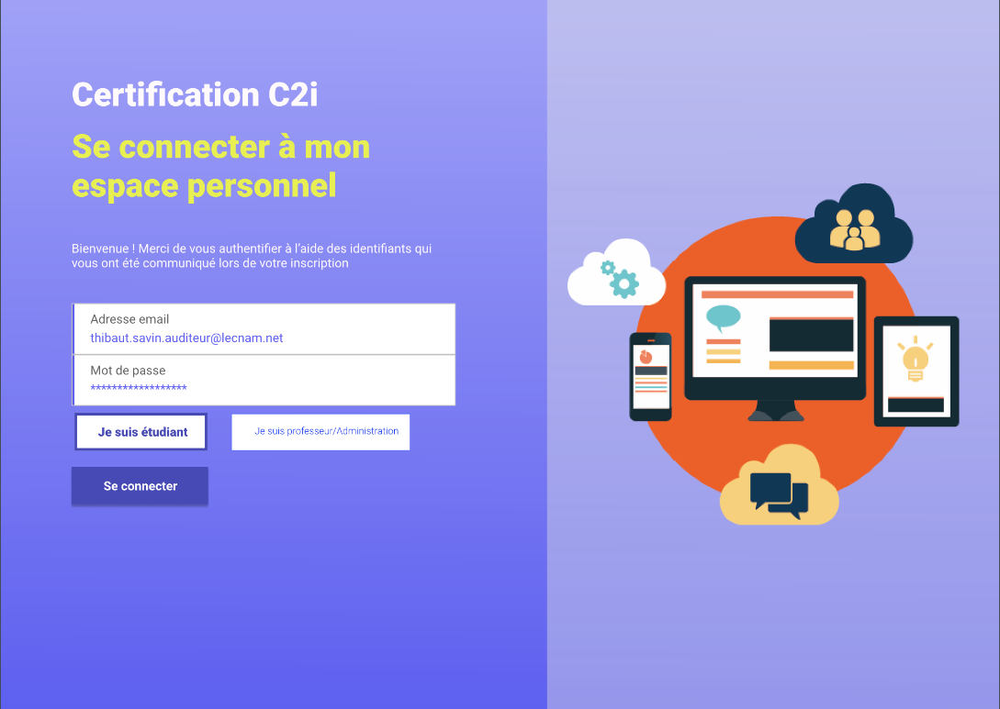 Certification C2i
Se connecter à mon
espace personnel
Bienvenue ! Merci de vous authentifier à l'aide des identifiants qui
vous ont été communiqué lors de votre inscription
Adresse email
thibaut.savin.auditeur@lecnam.net
Mot de passe
******************
Je suis étudiant
Je suis professeur/Administration
Se connecter